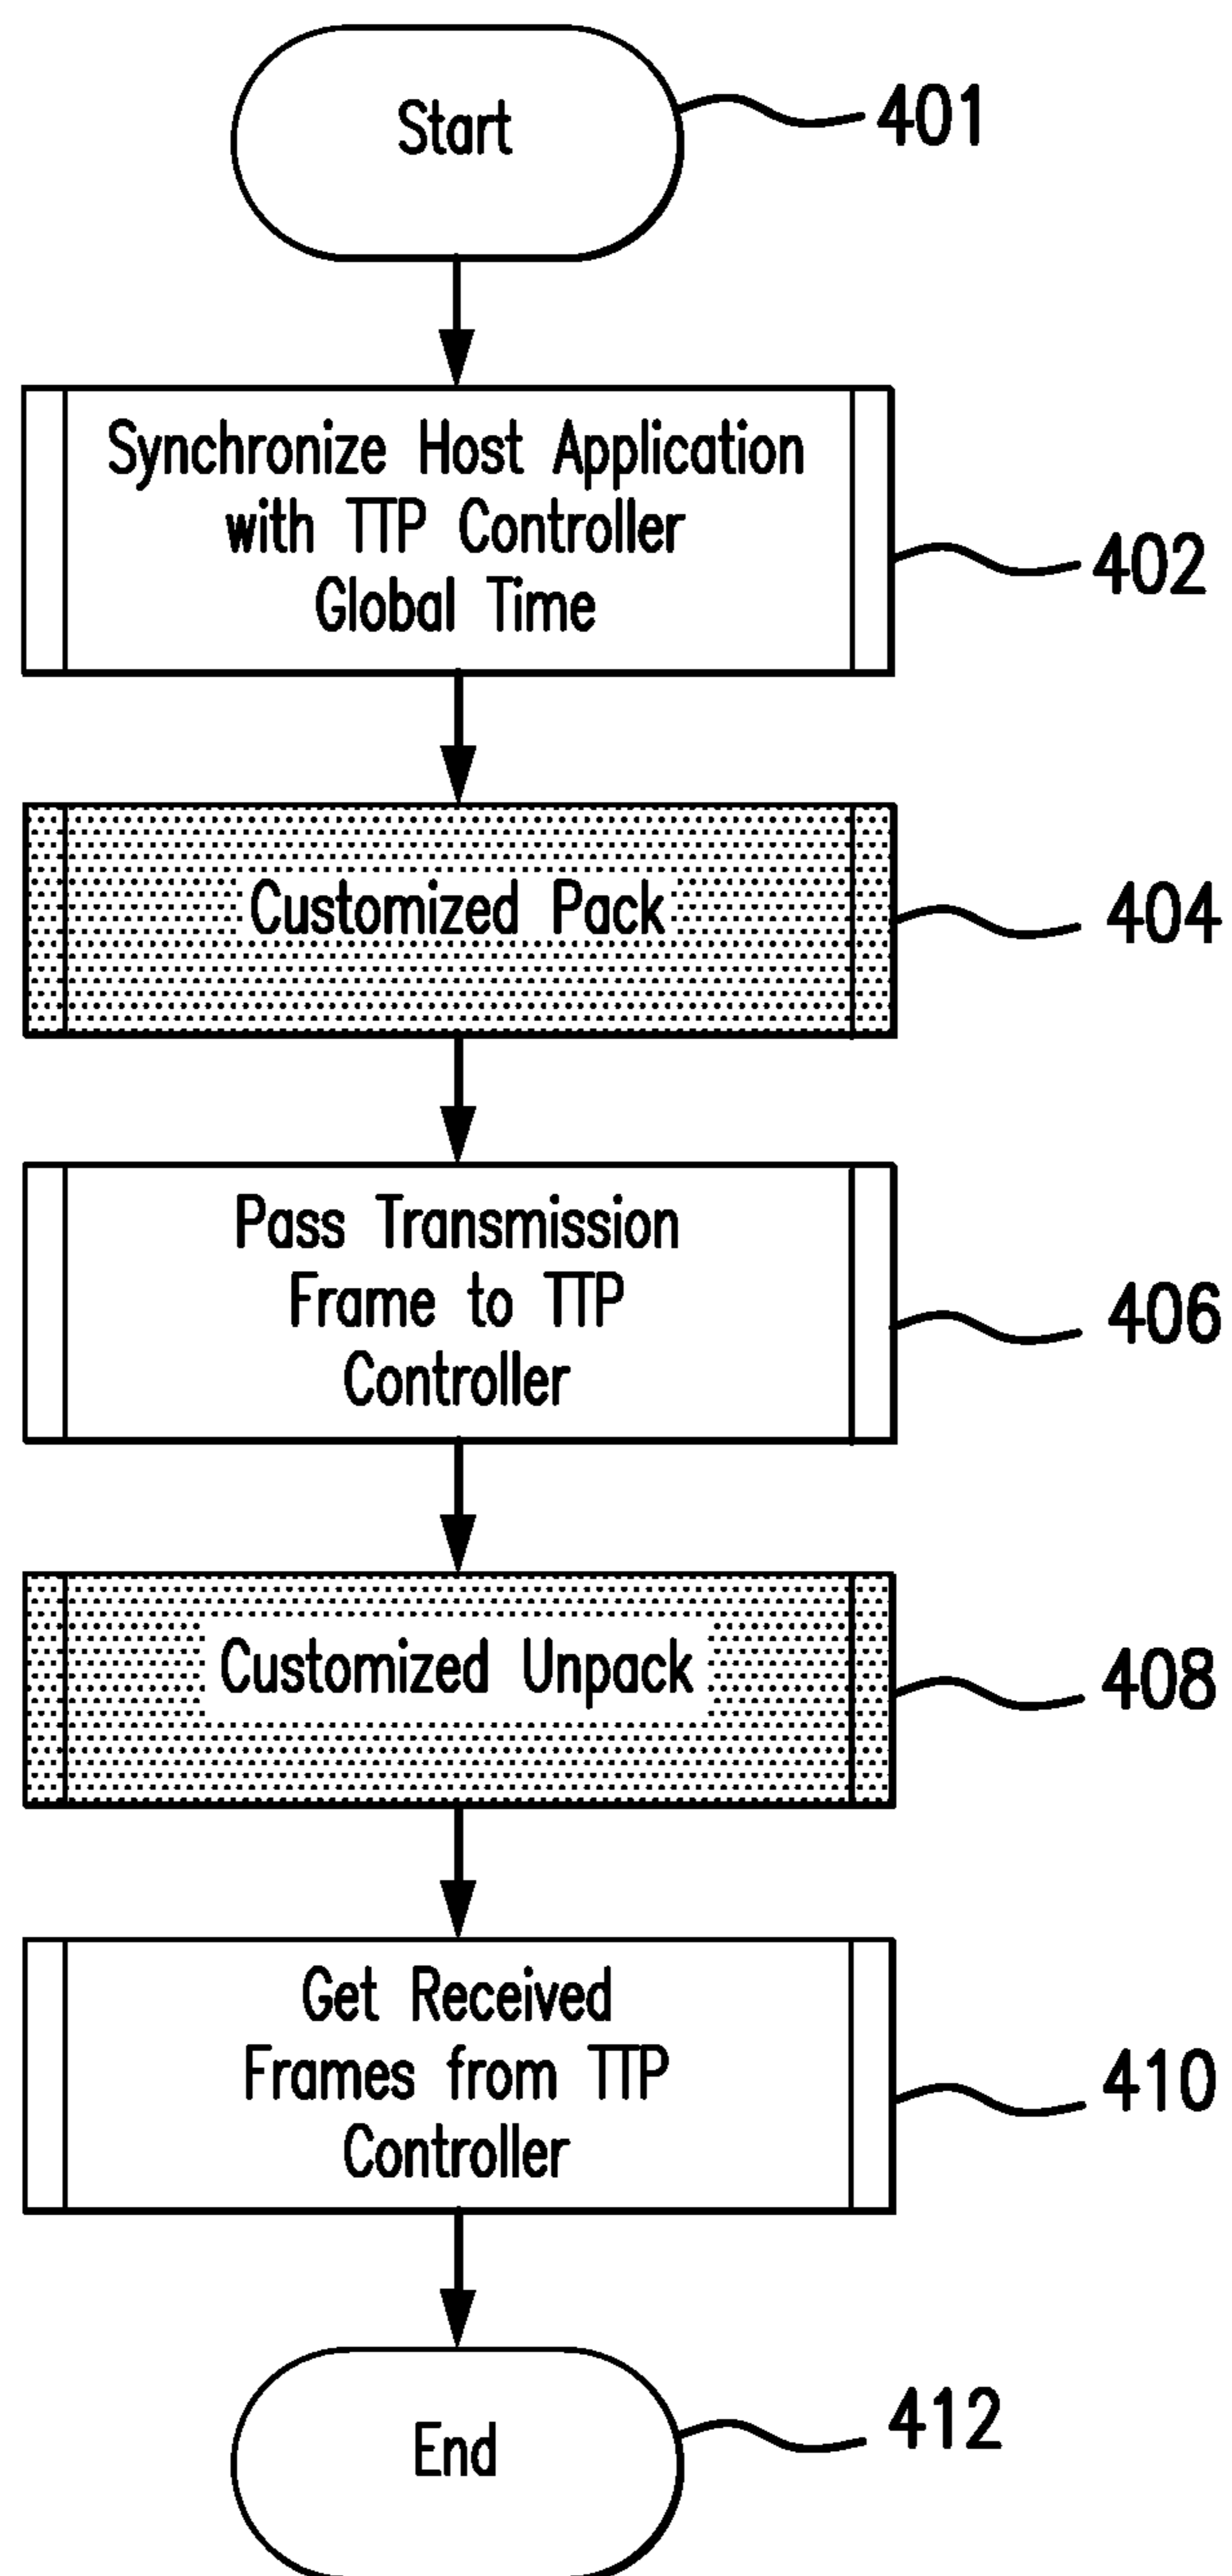 Start
401
Synchronize Host Application
with TTP Controller
Global Time
402
Customized Pack
404
Pass Transmission
Frame to TTP
Controller
406
Customized Unpack
408
Get Received
Frames from TTP
Controller
410
End
412